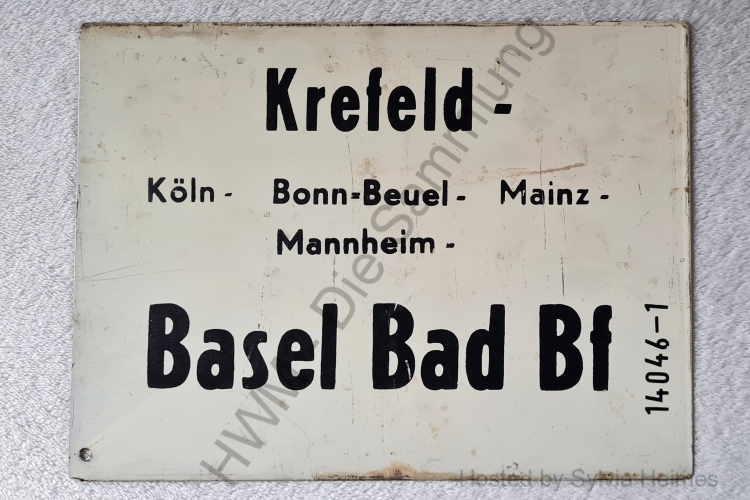 Krefeld -
Köln - Bonn=Beuel - Mainz -
Mannheim -
Basel Bad Bf
14046-1
HWM - Die Sammlung
Hosted by Sylvia Heimes